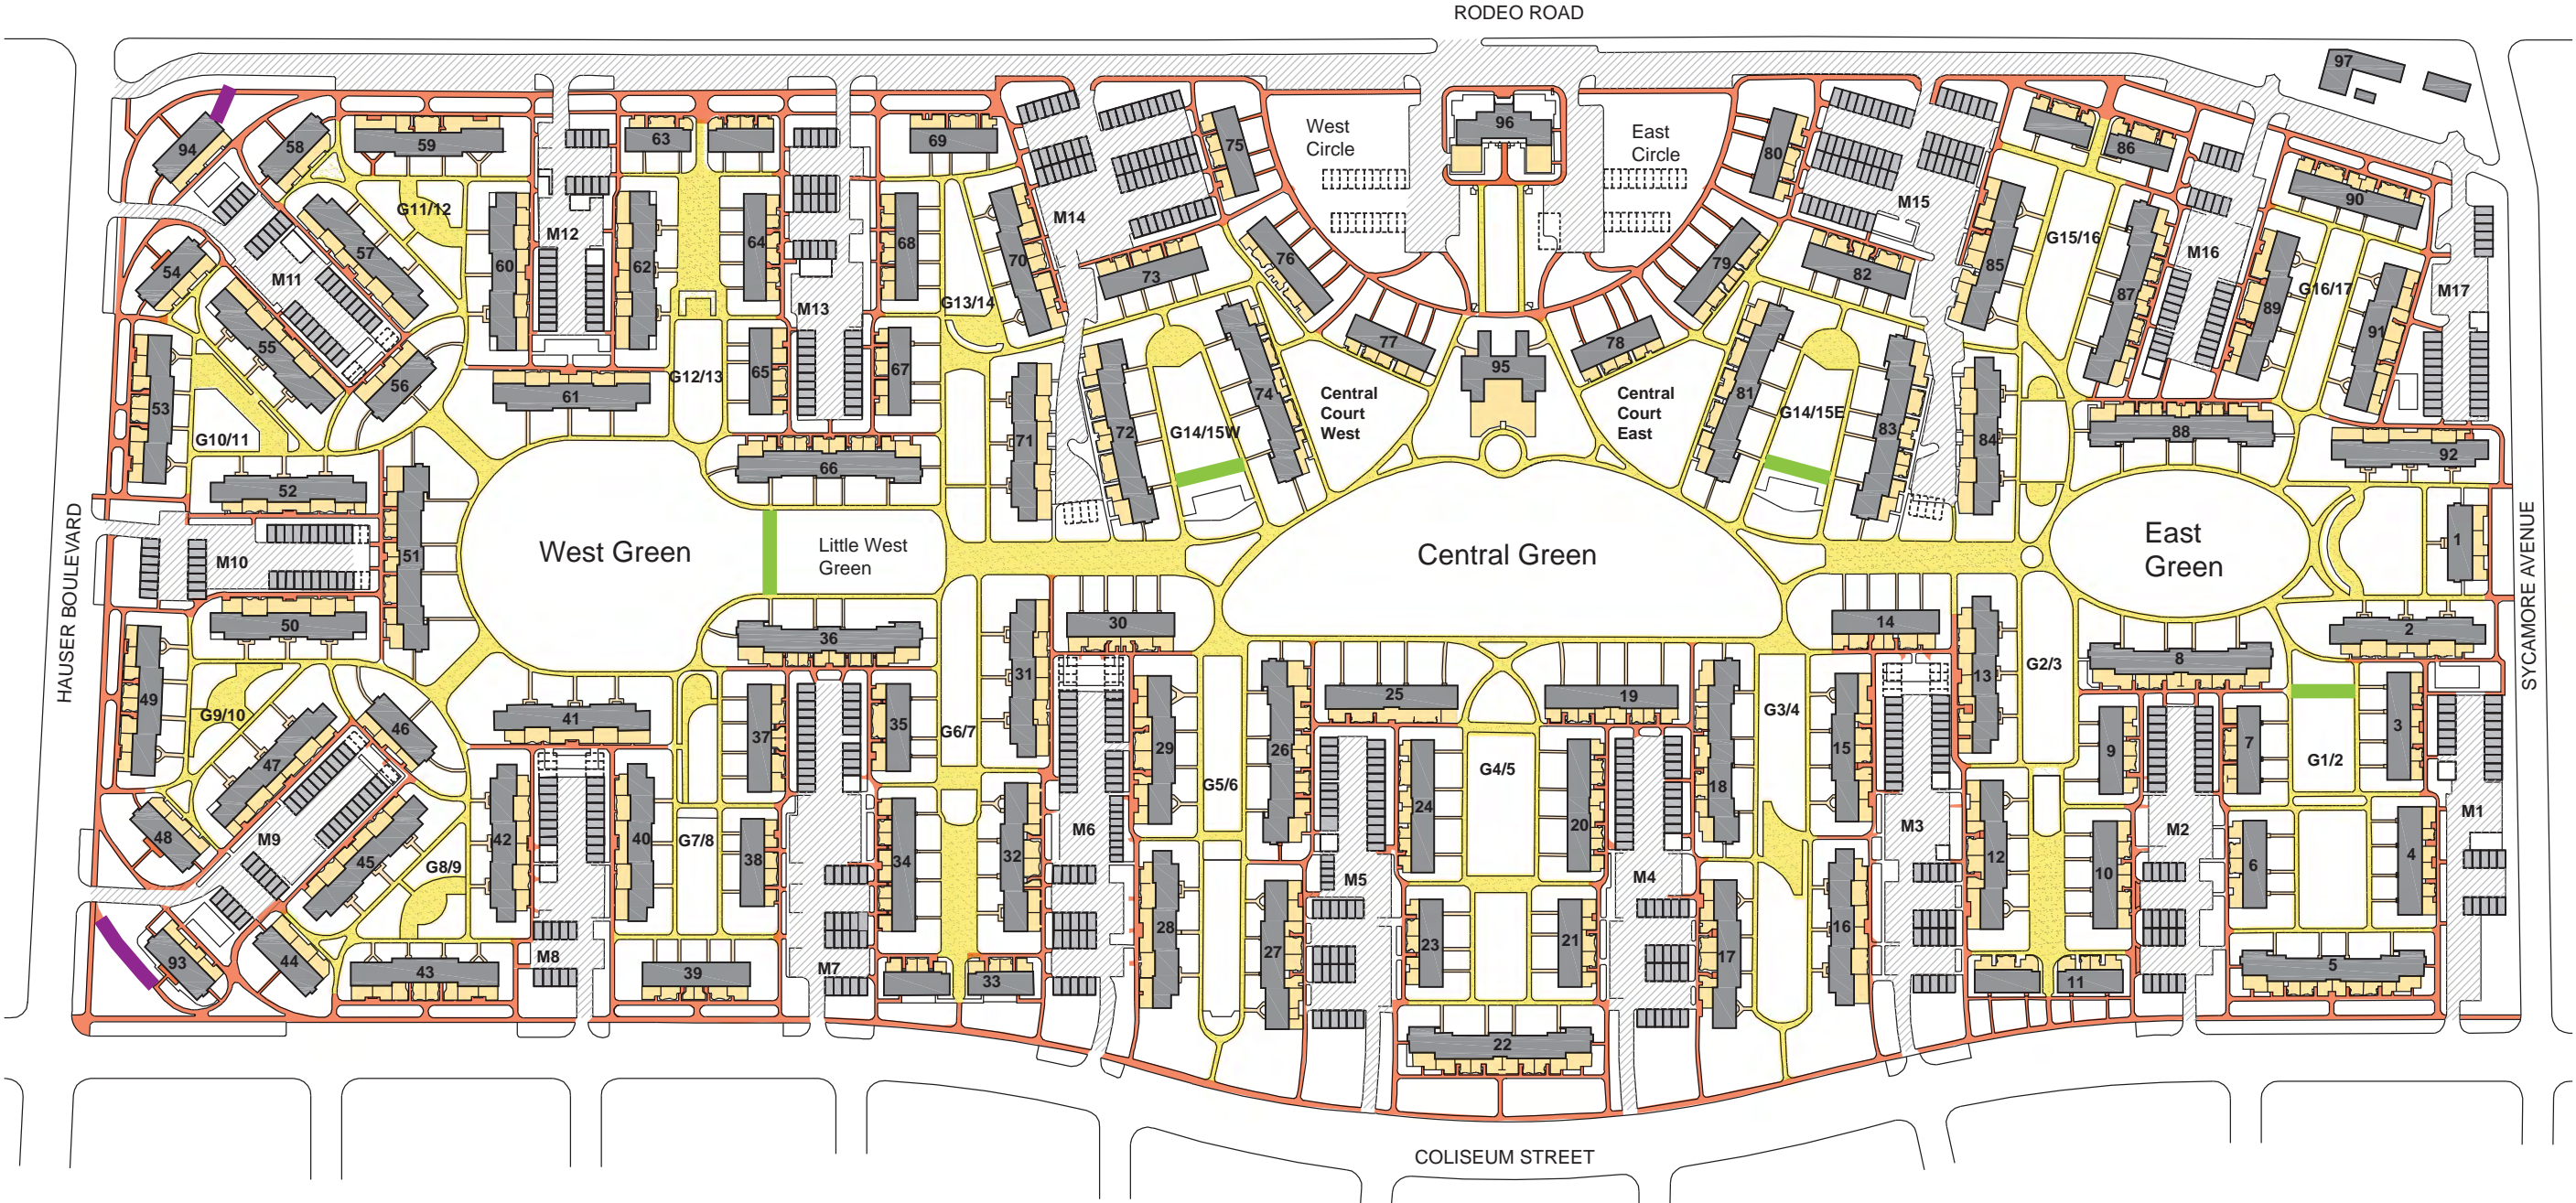 RODEO ROAD
97
96
West
Circle
East
Circle
94
58
59
63
69
75
80
86
90
G11/12
M12
M14
M15
G15/16
M16
57
60
62
64
68
70
76
79
82
85
54
M11
73
87
89
G16/17
91
M17
G13/14
M13
55
56
61
G12/13
65
67
77
95
78
53
G10/11
71
72
G14/15W
74
Central
Court
West
Central
Court
East
81
G14/15E
83
84
88
92
66
52
HAUSER BOULEVARD
M10
51
West Green
Little West
Green
Central Green
East
Green
1
SYCAMORE AVENUE
50
36
30
14
2
49
G9/10
41
31
25
19
G3/4
13
G2/3
8
46
47
37
35
G6/7
29
26
G4/5
18
15
9
7
G1/2
3
48
M9
45
G8/9
42
40
G7/8
38
34
32
M6
G5/6
24
20
M3
12
M2
M1
93
44
43
M8
39
M7
33
28
27
M5
23
M4
21
17
16
10
6
4
11
5
22
COLISEUM STREET